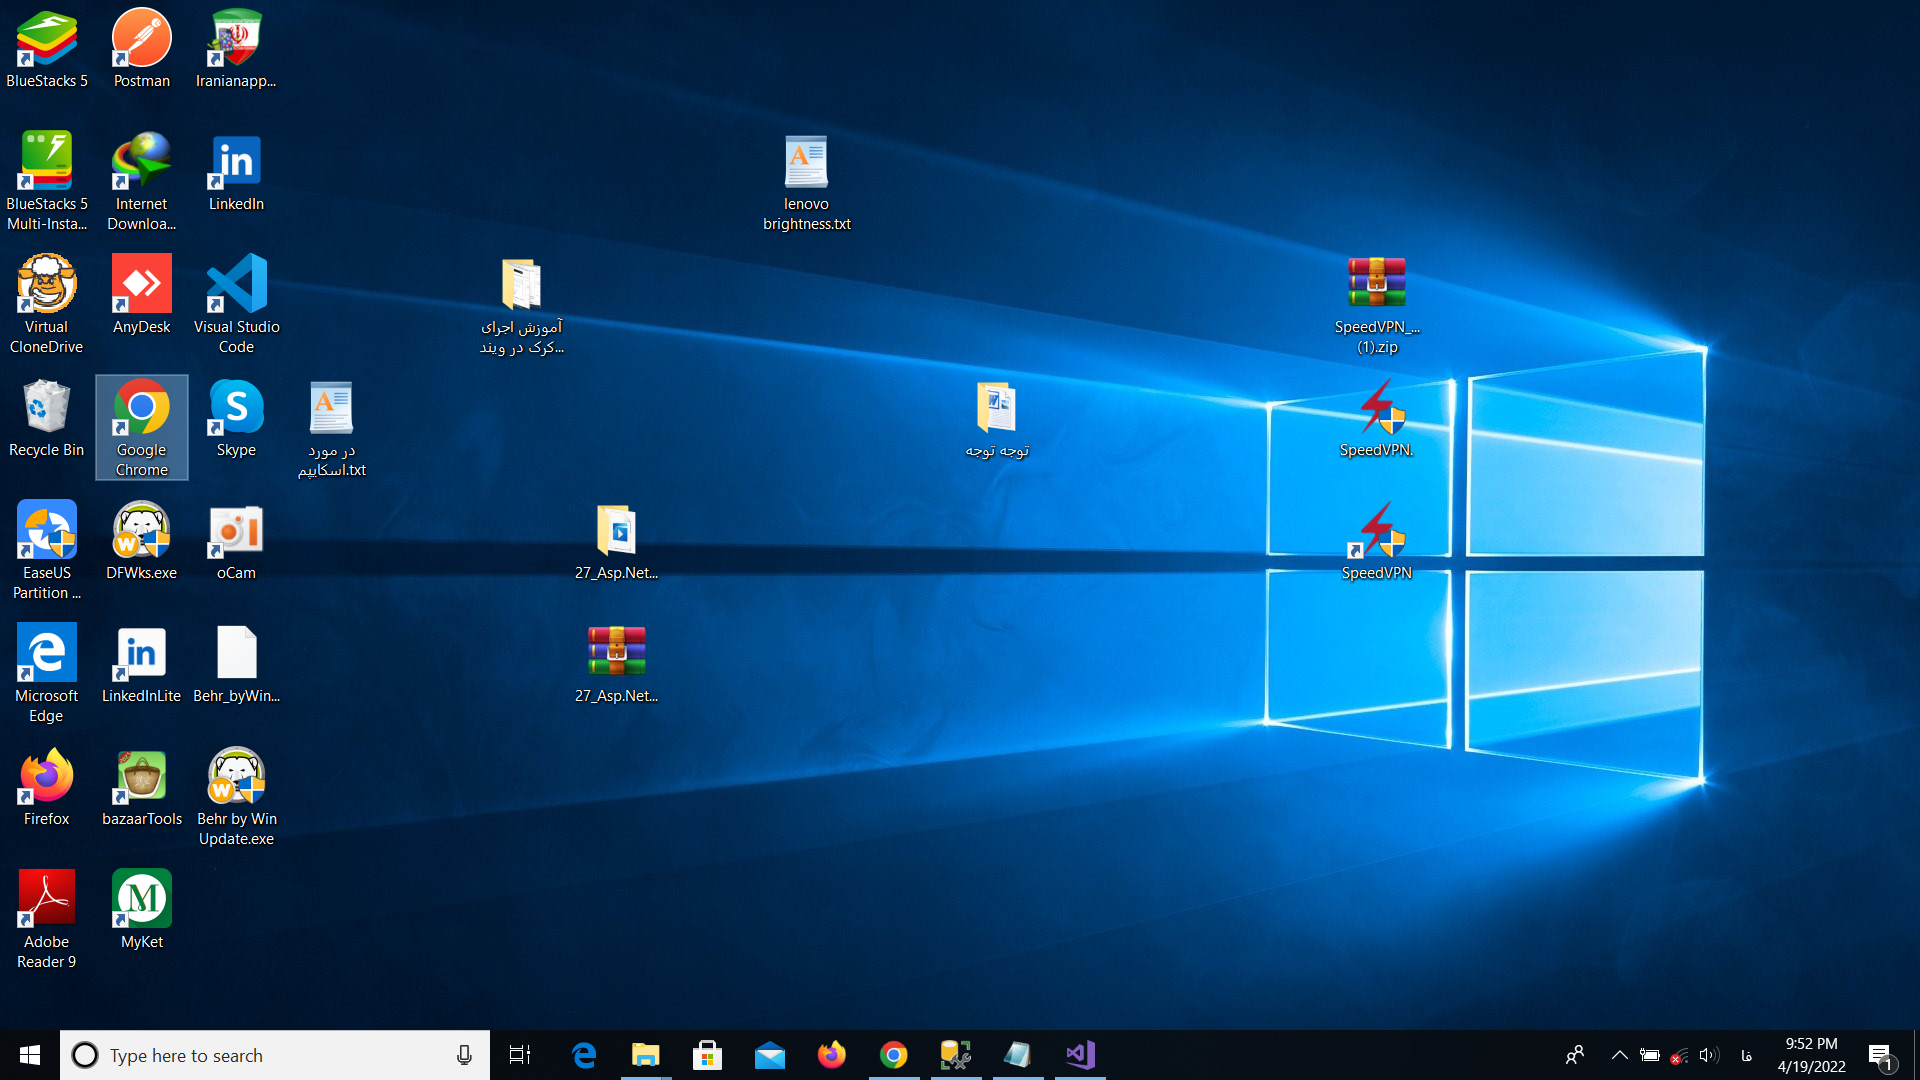 BlueStacks 5
Postman
Iranianapp...
BlueStacks 5
Multi-Insta...
Internet
Downloa...
LinkedIn
lenovo
brightness.txt
Virtual
CloneDrive
AnyDesk
Visual Studio
Code
آموزش اجرای
کرک در ویند...
SpeedVPN_...
(1).zip
Recycle Bin
Google
Chrome
Skype
در مورد
اسکاییپم.txt
توجه توجه
SpeedVPN.
EaseUS
Partition ...
DFWks.exe
oCam
27_Asp.Net...
SpeedVPN
Microsoft
Edge
LinkedInLite
Behr_byWin...
27_Asp.Net...
Firefox
bazaarTools
Behr by Win
Update.exe
Adobe
Reader 9
MyKet
Type here to search
فا
9:52 PM
4/19/2022
1